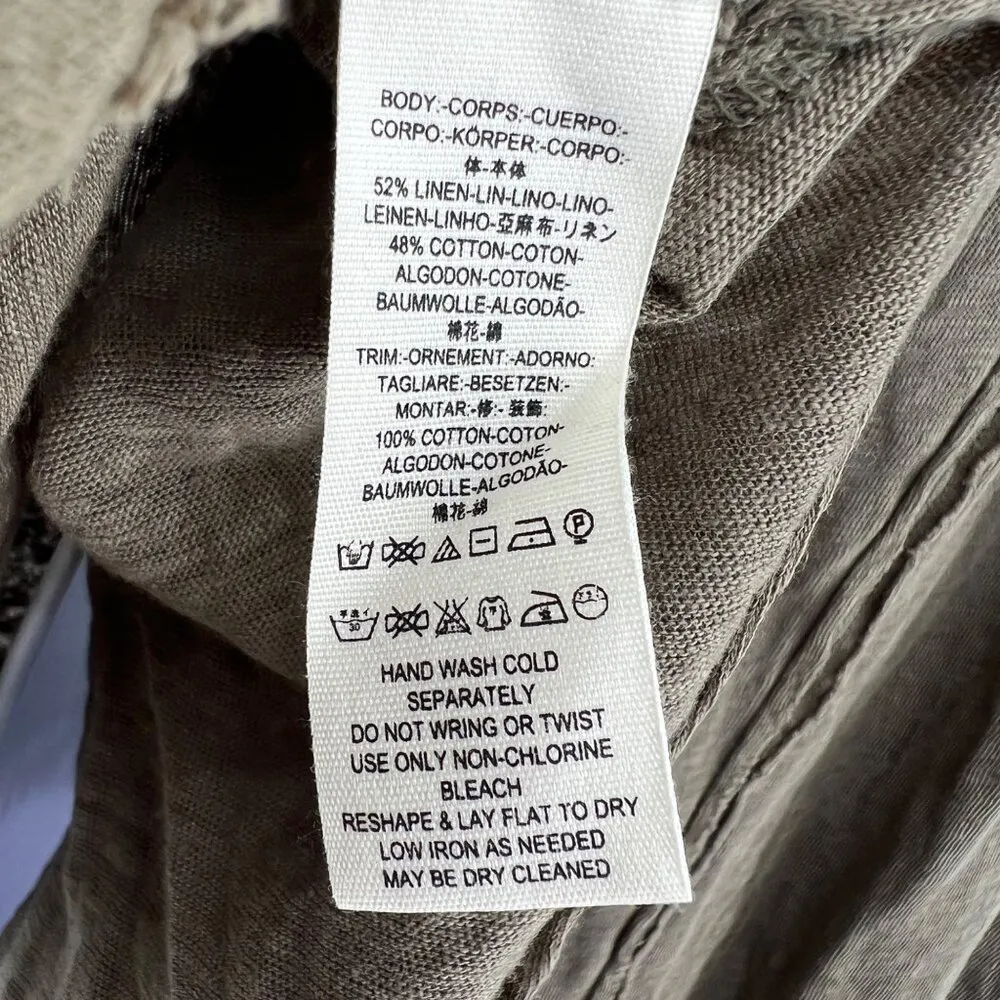 BODY:-CORPS:-CUERPO:-
CORPO:-KÖRPER:-CORPO:-
体-本体
52% LINEN-LIN-LINO-LINO-
LEINEN-LINHO-亞麻布-リネン
48% COTTON-COTON-
ALGODON-COTONE-
BAUMWOLLE-ALGODÃO-
棉花-綿
TRIM:-ORNEMENT:-ADORNO:
TAGLIARE:-BESETZEN:-
MONTAR:-修:-装飾:
100% COTTON-COTON-
ALGODON-COTONE-
BAUMWOLLE-ALGODÃO-
棉花-綿
P
手洗イ
30
HAND WASH COLD
SEPARATELY
DO NOT WRING OR TWIST
USE ONLY NON-CHLORINE
BLEACH
RESHAPE & LAY FLAT TO DRY
LOW IRON AS NEEDED
MAY BE DRY CLEANED